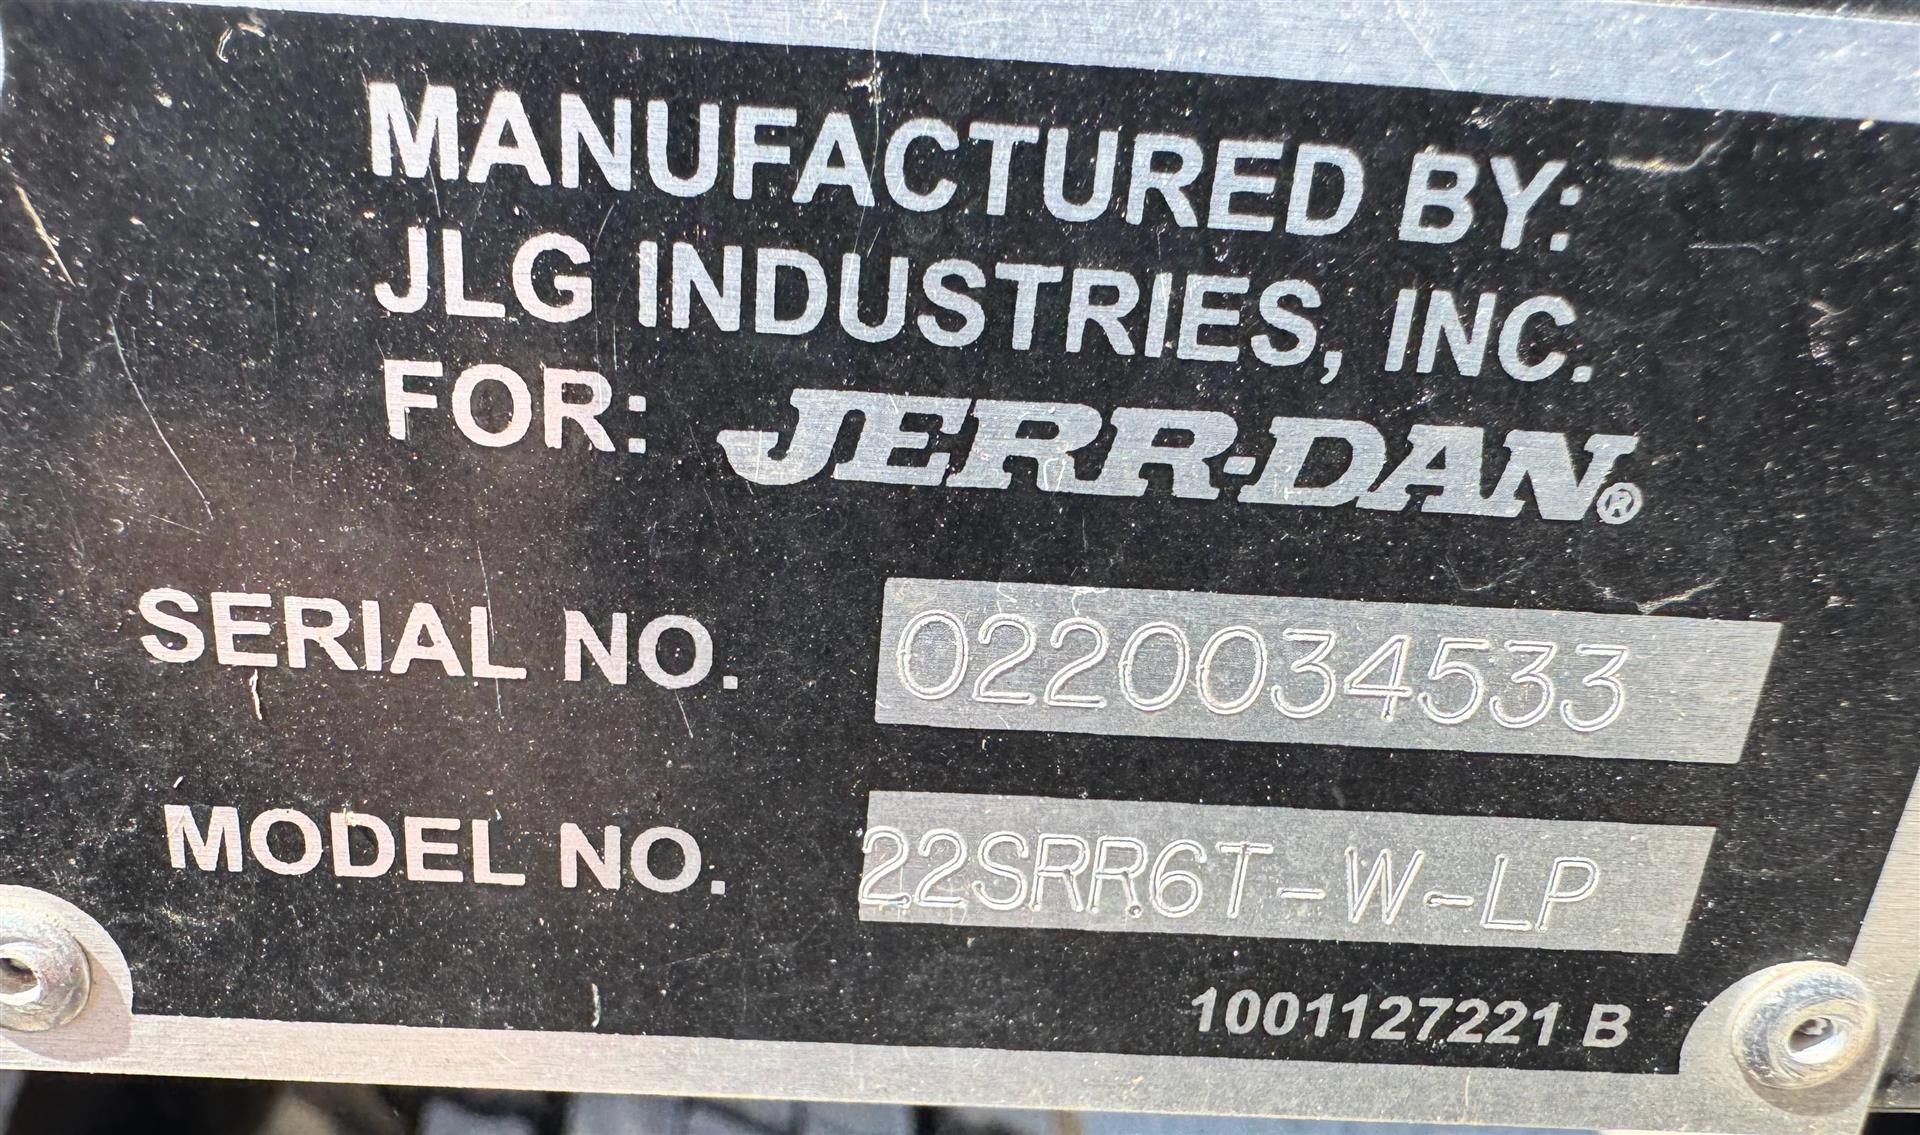 MANUFACTURED BY:
JLG INDUSTRIES, INC.
FOR: JERR-DAN®
SERIAL NO. 0220034533
MODEL NO. 22SRR6T-W-LP
1001127221 B